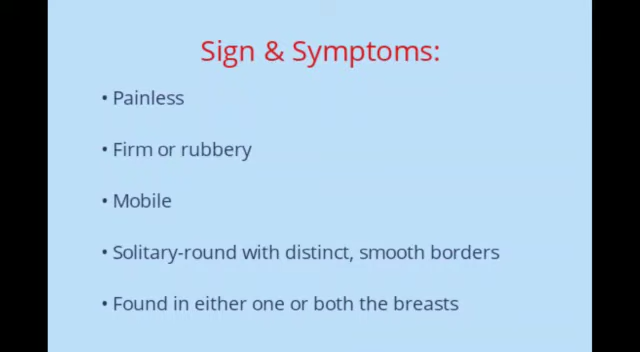 Sign & Symptoms:
• Painless
• Firm or rubbery
• Mobile
• Solitary-round with distinct, smooth borders
• Found in either one or both the breasts